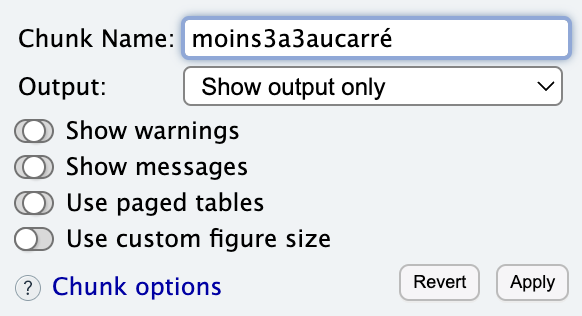 Chunk Name: moins3a3aucarré
Output: Show output only
Show warnings
Show messages
Use paged tables
Use custom figure size
? Chunk options Revert Apply